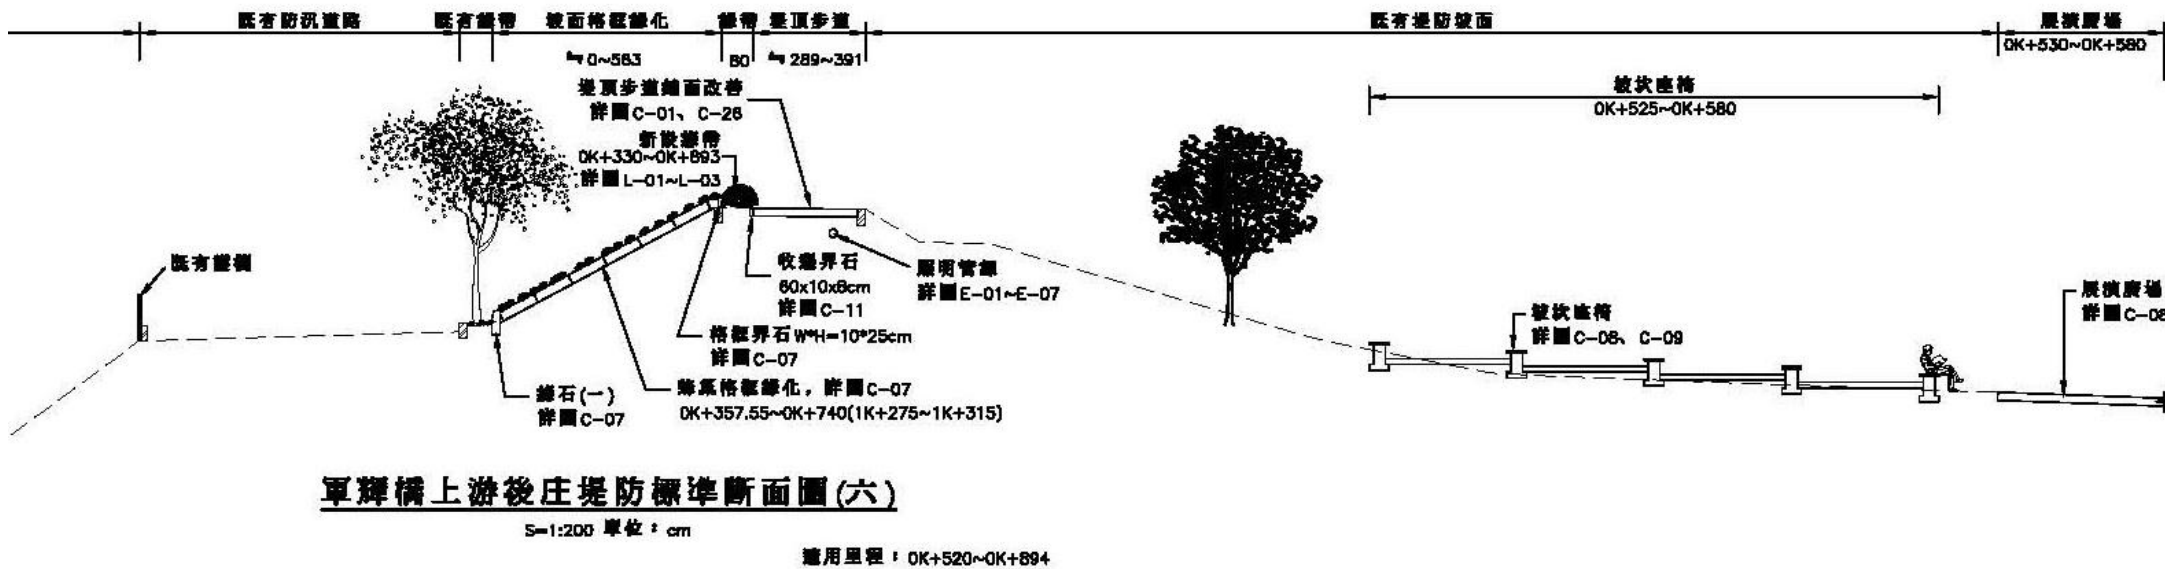 既有防汛道路
既有綠帶
坡面格框綠化
綠帶
堤頂步道
既有堤防坡面
展演廣場
0K+530~0K+580
≒0~583
80
≒289~391
坡坎座椅
0K+525~0K+580
堤頂步道鋪面改善
詳圖C-01、C-26
新設綠帶
0K+330~0K+893
詳圖L-01~L-03
既有護欄
收邊界石
60x10x8cm
詳圖C-11
照明管線
詳圖E-01~E-07
展演廣場
詳圖C-08
坡坎座椅
詳圖C-08、C-09
格框界石W*H=10*25cm
詳圖C-07
蜂巢格框綠化，詳圖C-07
0K+357.55~0K+740(1K+275~1K+315)
緣石(一)
詳圖C-07
軍輝橋上游後庄堤防標準斷面圖(六)
S=1:200 單位：cm
適用里程：0K+520~0K+894